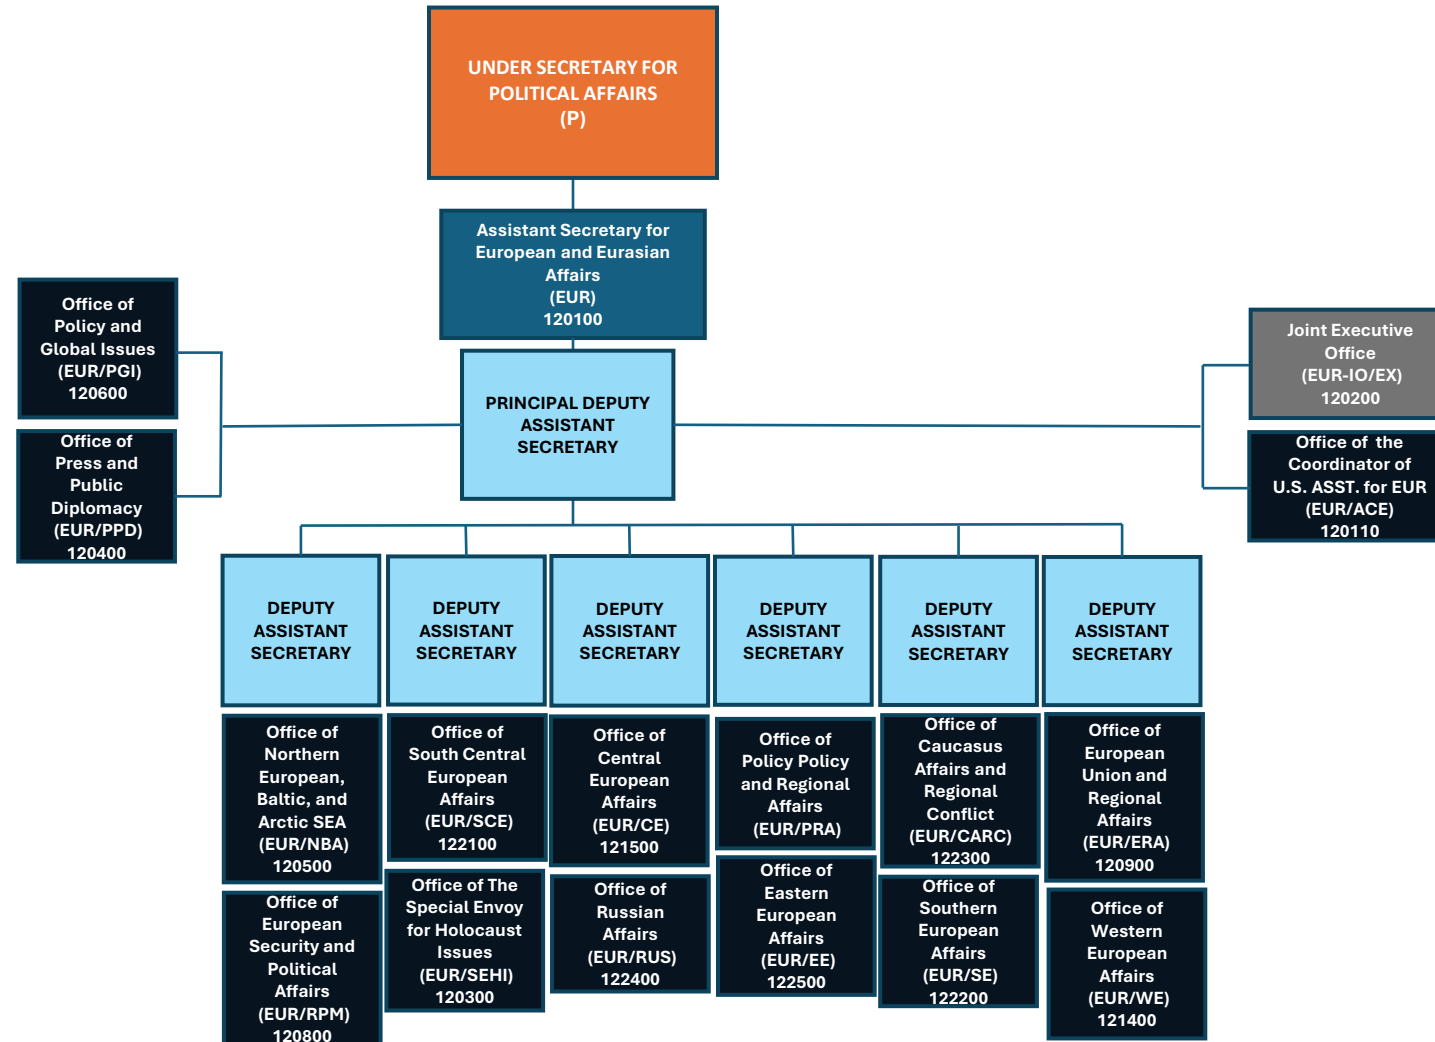 UNDER SECRETARY FOR
POLITICAL AFFAIRS
(P)
Assistant Secretary for
European and Eurasian
Affairs
(EUR)
120100
Office of
Policy and
Global Issues
(EUR/PGI)
120600
Office of
Press and
Public
Diplomacy
(EUR/PPD)
120400
PRINCIPAL DEPUTY
ASSISTANT
SECRETARY
Joint Executive
Office
(EUR-IO/EX)
120200
Office of the
Coordinator of
U.S. ASST. for EUR
(EUR/ACE)
120110
DEPUTY
ASSISTANT
SECRETARY
DEPUTY
ASSISTANT
SECRETARY
DEPUTY
ASSISTANT
SECRETARY
DEPUTY
ASSISTANT
SECRETARY
DEPUTY
ASSISTANT
SECRETARY
DEPUTY
ASSISTANT
SECRETARY
Office of
Northern
European,
Baltic, and
Arctic SEA
(EUR/NBA)
120500
Office of
South Central
European
Affairs
(EUR/SCE)
122100
Office of
Central
European
Affairs
(EUR/CE)
121500
Office of
Policy Policy
and Regional
Affairs
(EUR/PRA)
Office of
Caucasus
Affairs and
Regional
Conflict
(EUR/CARC)
122300
Office of
European
Union and
Regional
Affairs
(EUR/ERA)
120900
Office of
European
Security and
Political
Affairs
(EUR/RPM)
120800
Office of The
Special Envoy
for Holocaust
Issues
(EUR/SEHI)
120300
Office of
Russian
Affairs
(EUR/RUS)
122400
Office of
Eastern
European
Affairs
(EUR/EE)
122500
Office of
Southern
European
Affairs
(EUR/SE)
122200
Office of
Western
European
Affairs
(EUR/WE)
121400